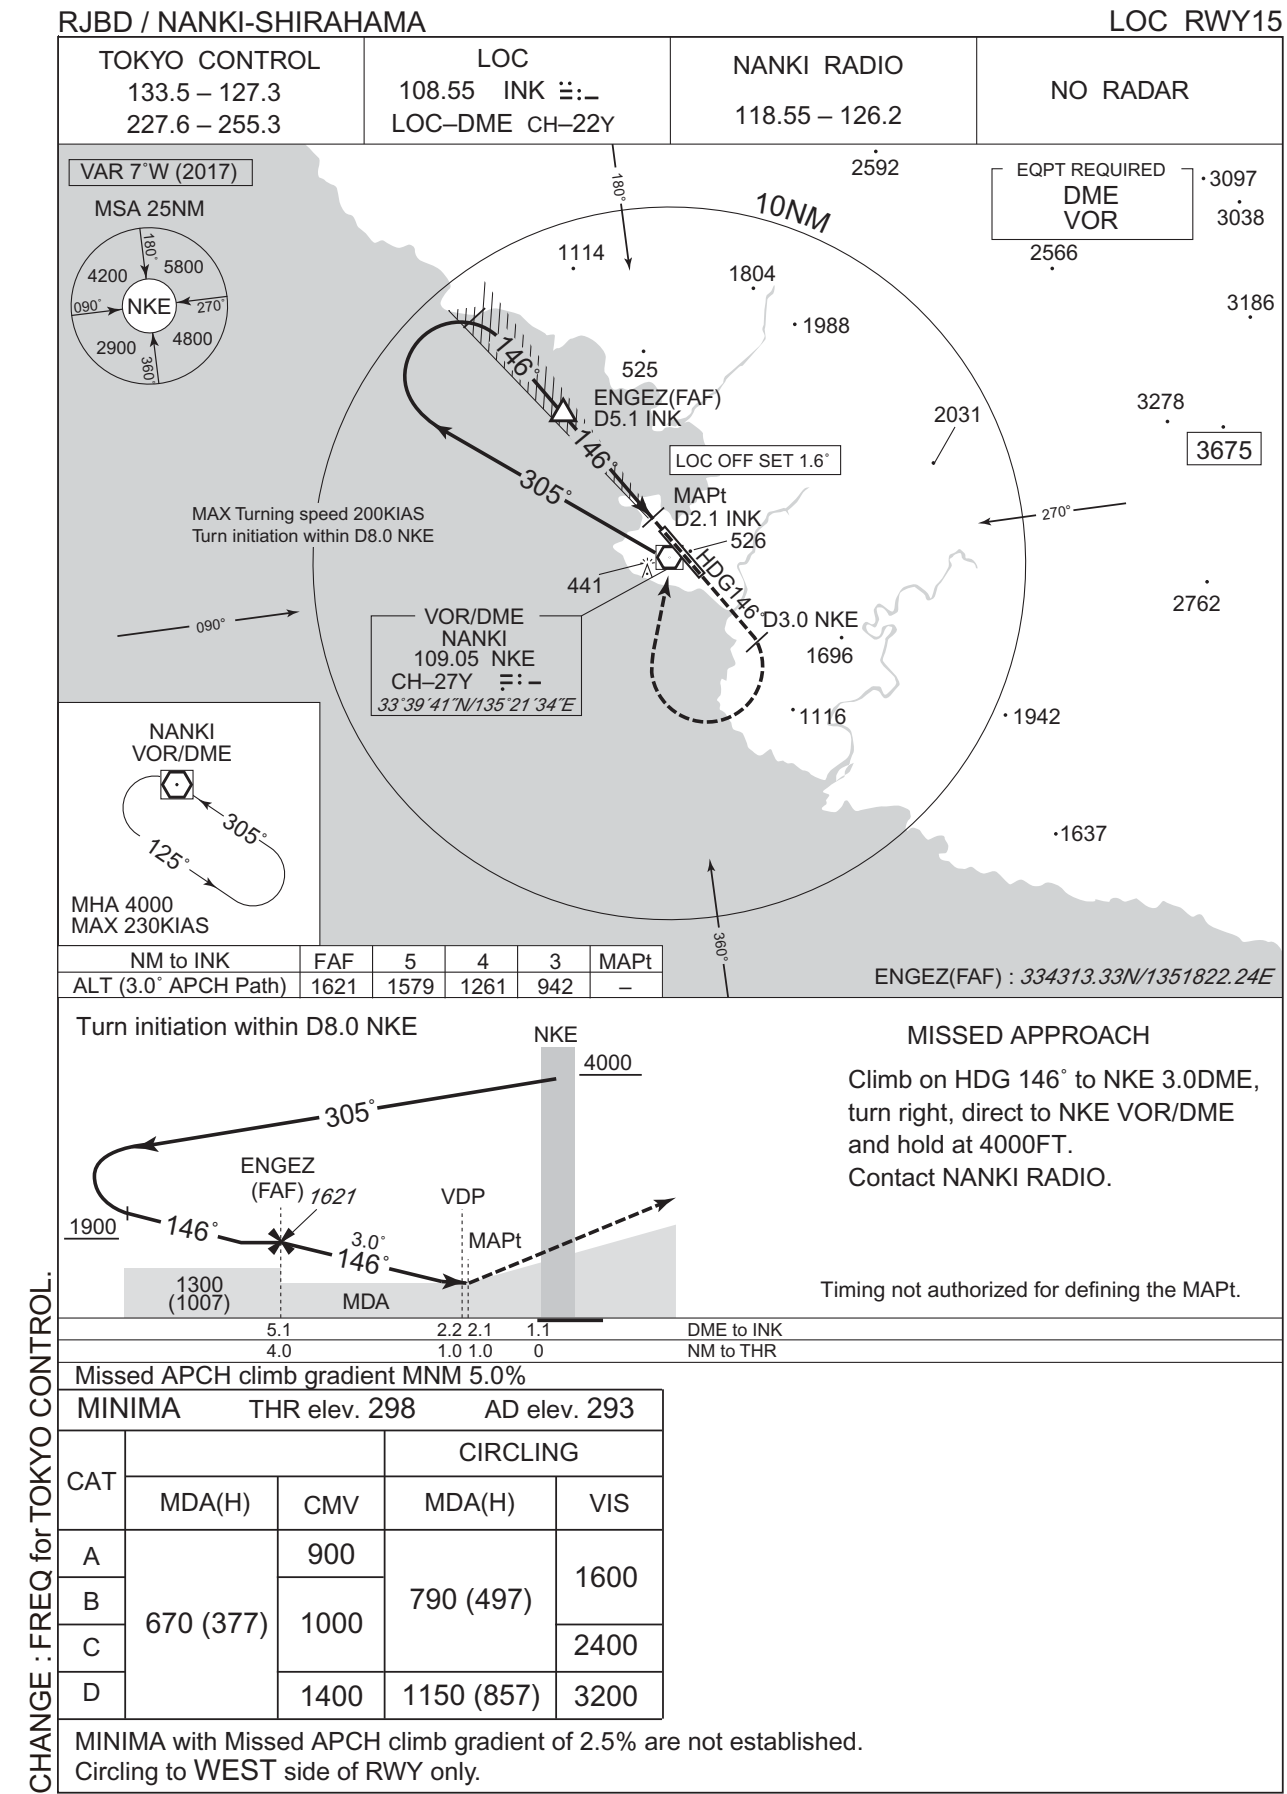 RJBD / NANKI-SHIRAHAMA
LOC RWY15
TOKYO CONTROL
133.5 – 127.3
227.6 – 255.3
LOC
108.55 INK
LOC–DME CH–22Y
NANKI RADIO
118.55 – 126.2
NO RADAR
VAR 7°W (2017)
MSA 25NM
180°
4200
5800
090°
NKE
270°
2900
4800
360°
180°
10NM
2592
EQPT REQUIRED
DME
VOR
3097
3038
2566
3186
1114
1804
1988
525
146°
ENGEZ(FAF)
D5.1 INK
146°
2031
3278
3675
LOC OFF SET 1.6°
305°
MAPt
D2.1 INK
526
MAX Turning speed 200KIAS
Turn initiation within D8.0 NKE
270°
HDG146°
441
2762
090°
VOR/DME
NANKI
109.05 NKE
CH–27Y
33°39´41˝N/135°21´34˝E
D3.0 NKE
1696
1116
1942
1637
NANKI
VOR/DME
305°
125°
MHA 4000
MAX 230KIAS
360°
NM to INK FAF 5 4 3 MAPt
ALT (3.0° APCH Path) 1621 1579 1261 942 –
ENGEZ(FAF) : 334313.33N/1351822.24E
Turn initiation within D8.0 NKE
NKE
4000
305°
ENGEZ
(FAF) 1621
VDP
1900
146°
3.0°
146°
MAPt
1300
(1007)
MDA
5.1 2.2 2.1 1.1 DME to INK
4.0 1.0 1.0 0 NM to THR
MISSED APPROACH
Climb on HDG 146° to NKE 3.0DME,
turn right, direct to NKE VOR/DME
and hold at 4000FT.
Contact NANKI RADIO.
Timing not authorized for defining the MAPt.
Missed APCH climb gradient MNM 5.0%
MINIMA THR elev. 298 AD elev. 293
CAT
CIRCLING
MDA(H) CMV MDA(H) VIS
A 900
B
C
670 (377) 1000 790 (497) 1600
2400
D 1400 1150 (857) 3200
MINIMA with Missed APCH climb gradient of 2.5% are not established.
Circling to WEST side of RWY only.
CHANGE : FREQ for TOKYO CONTROL.